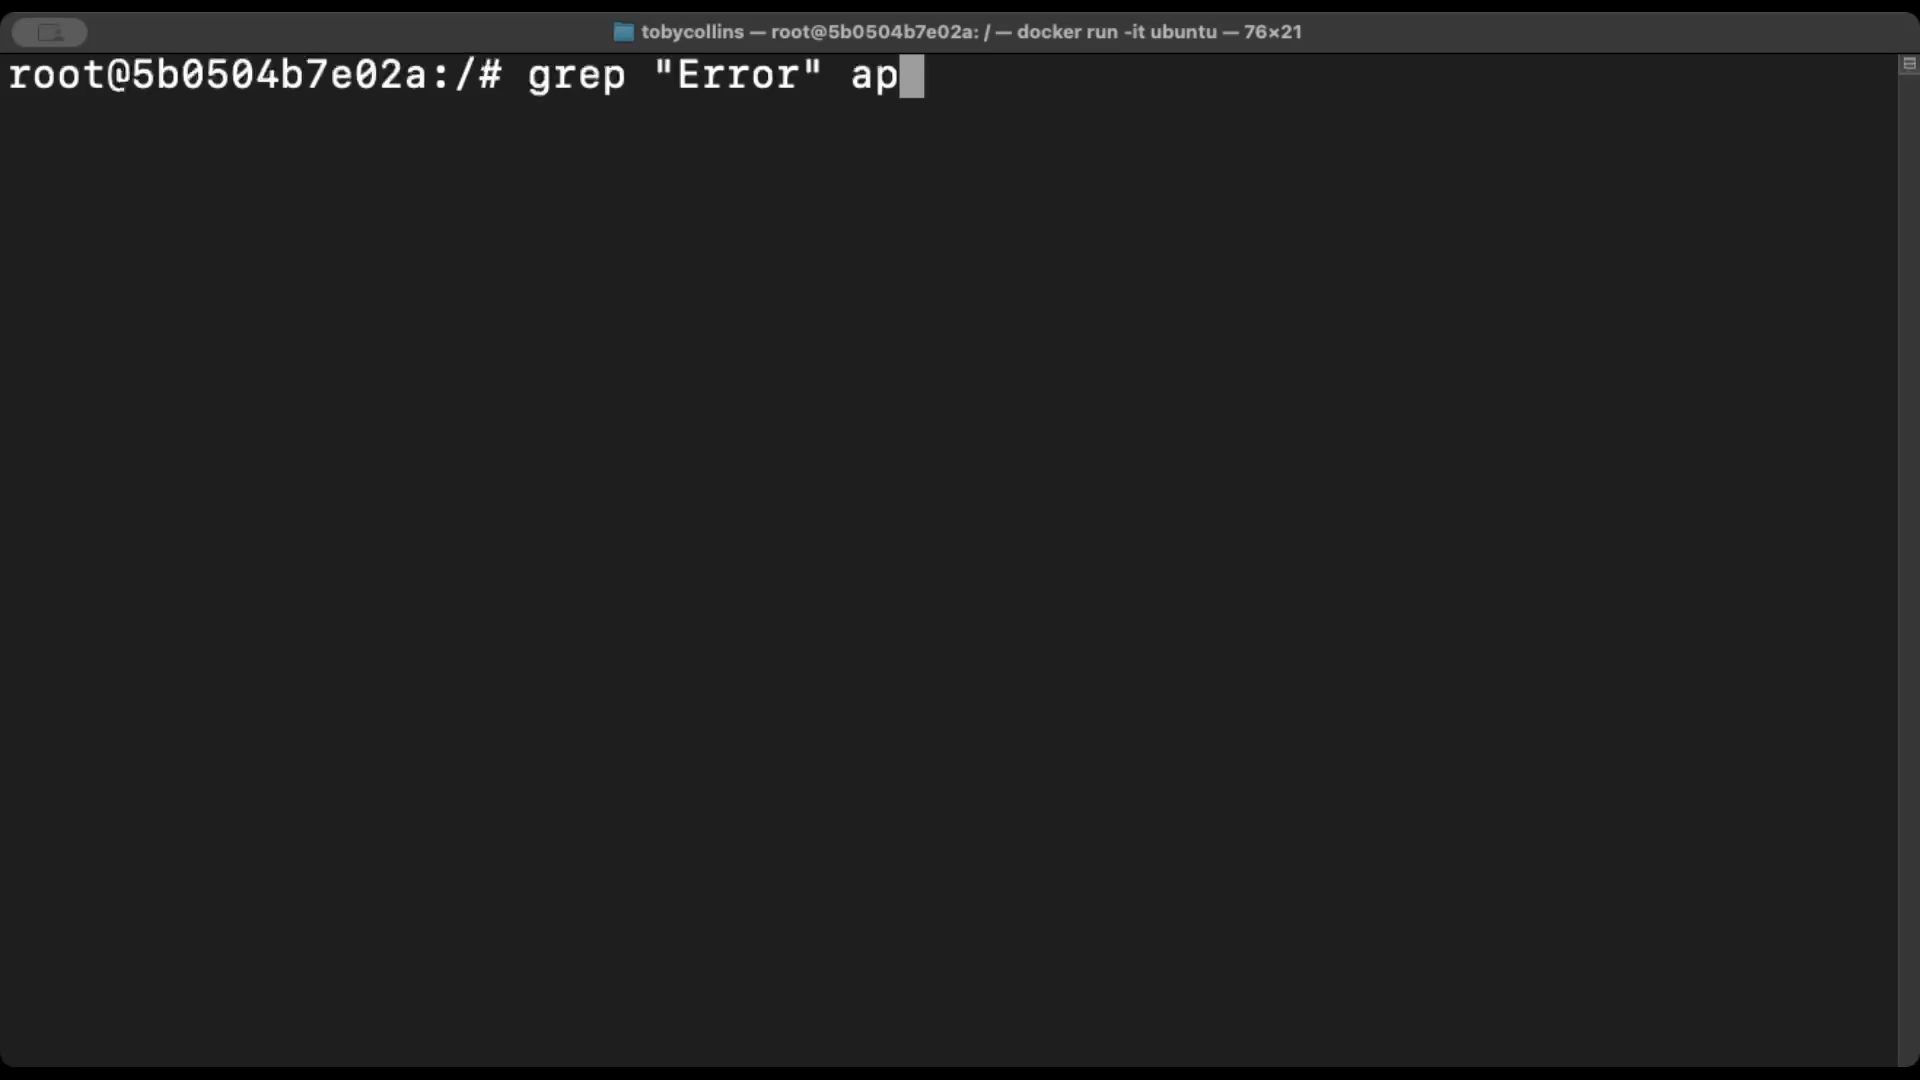 tobycollins — root@5b0504b7e02a: / — docker run -it ubuntu — 76×21
root@5b0504b7e02a:/# grep "Error" ap